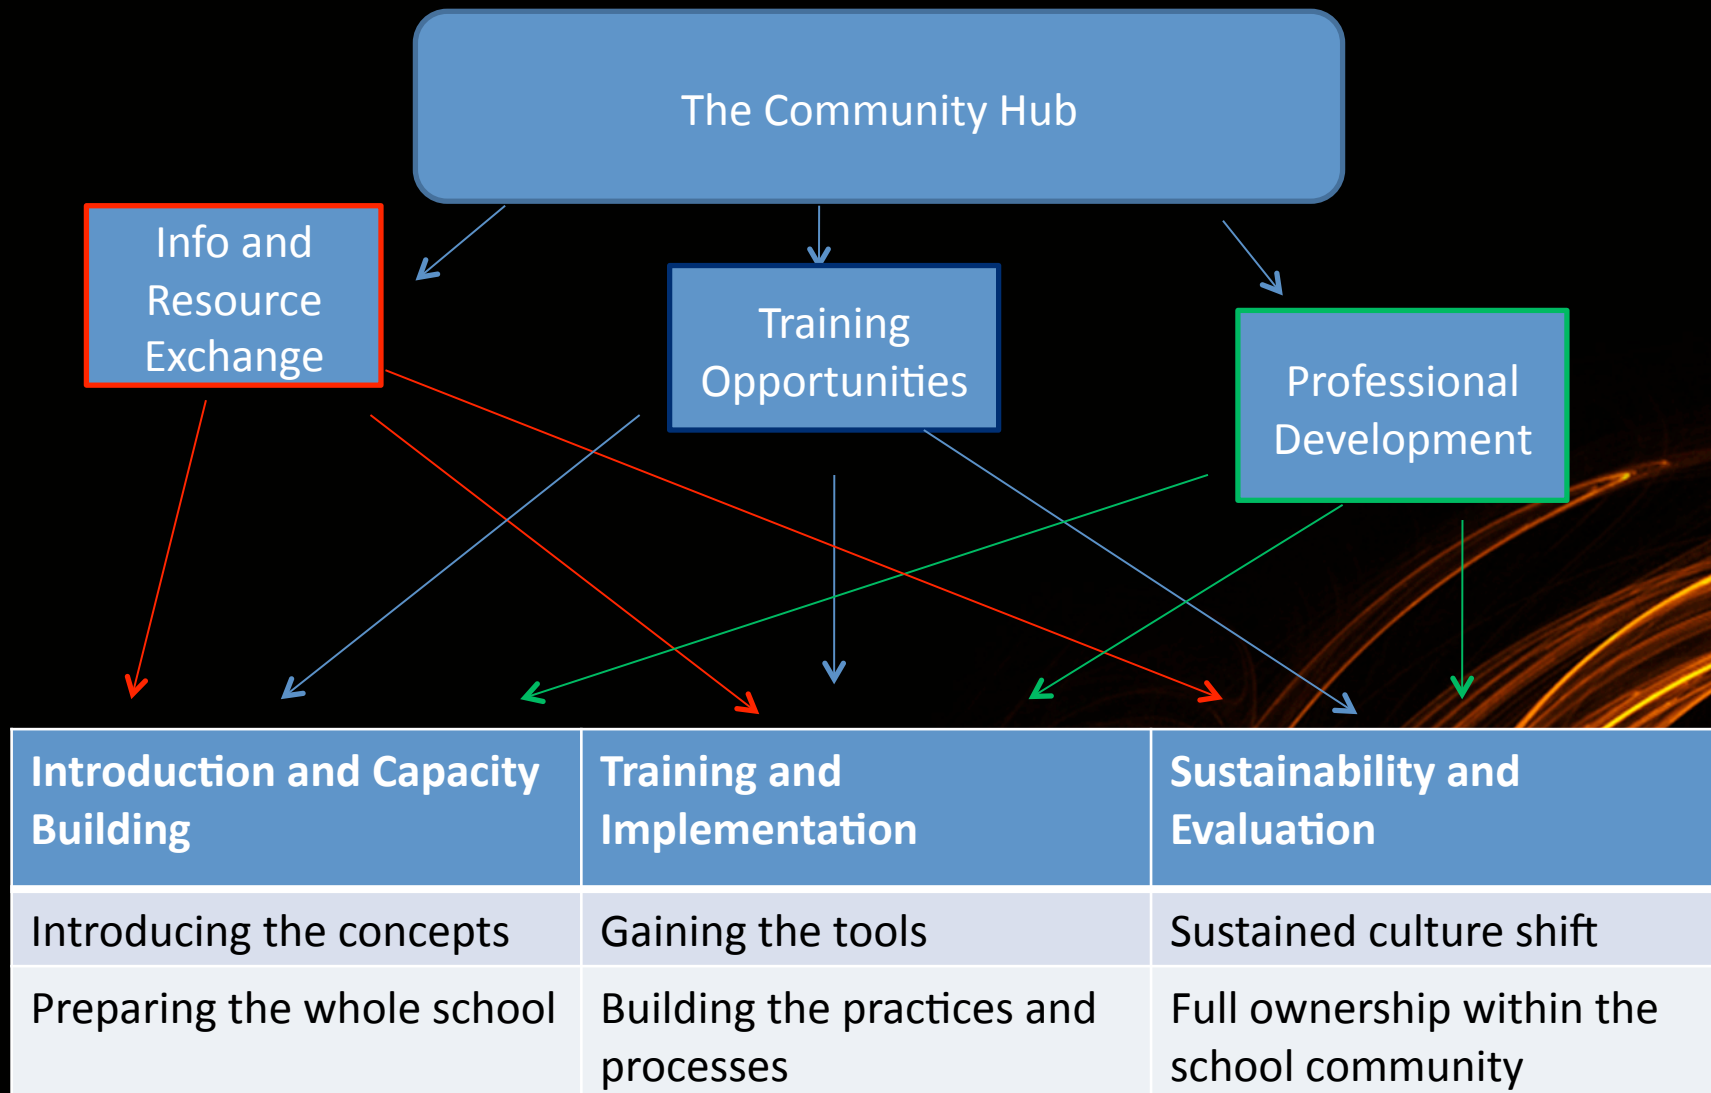 The Community Hub
Info and
Resource
Exchange
Training
Opportunities
Professional
Development
Introduction and Capacity
Building
Training and
Implementation
Sustainability and
Evaluation
Introducing the concepts
Gaining the tools
Sustained culture shift
Preparing the whole school
Building the practices and
processes
Full ownership within the
school community